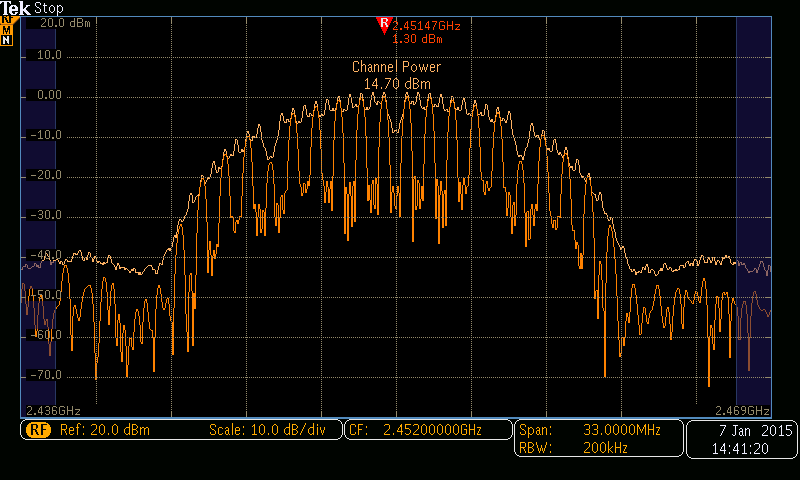 Tek Stop
RF
M
N
20.0 dBm
R 2.45147GHz
1.30 dBm
10.0
Channel Power
14.70 dBm
0.00
-10.0
-20.0
-30.0
-40.0
-50.0
-60.0
-70.0
2.436GHz
2.469GHz
RF Ref: 20.0 dBm Scale: 10.0 dB/div CF: 2.45200000GHz Span: 33.0000MHz 7 Jan 2015
RBW: 200kHz 14:41:20